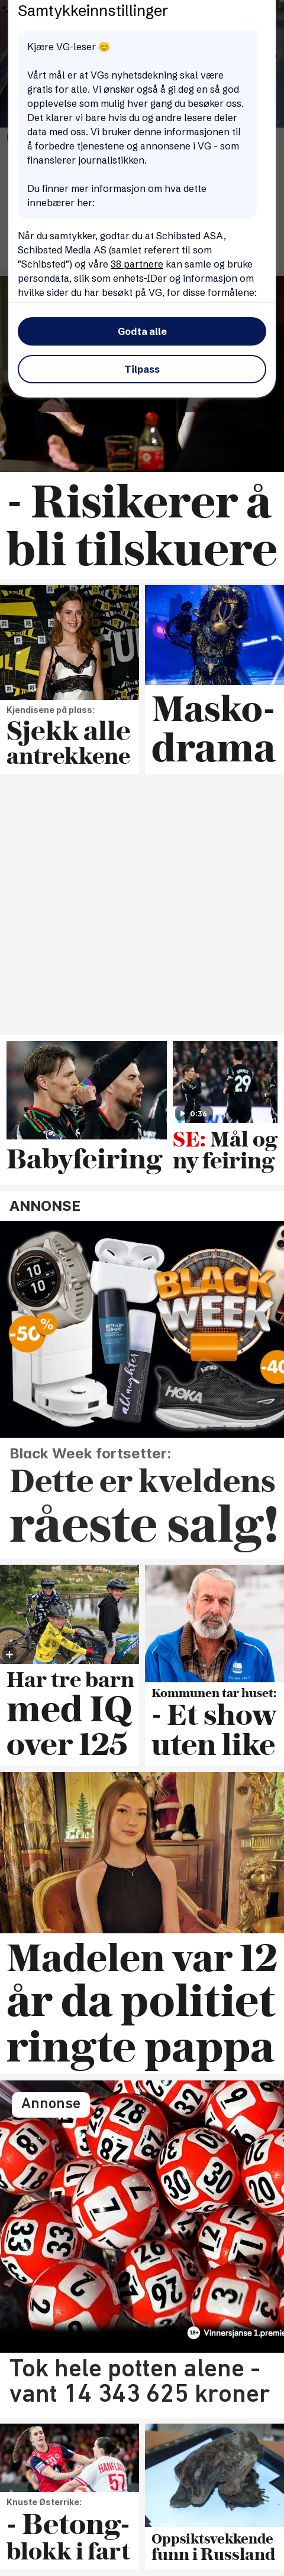 Samtykkeinnstillinger
Kjære VG-leser 😊
Vårt mål er at VGs nyhetsdekning skal være
gratis for alle. Vi ønsker også å gi deg en så god
opplevelse som mulig hver gang du besøker oss.
Det klarer vi bare hvis du og andre lesere deler
data med oss. Vi bruker denne informasjonen til
å forbedre tjenestene og annonsene i VG - som
finansierer journalistikken.
Du finner mer informasjon om hva dette
innebærer her:
Når du samtykker, godtar du at Schibsted ASA,
Schibsted Media AS (samlet referert til som
"Schibsted") og våre 38 partnere kan samle og bruke
persondata, slik som enhets-IDer og informasjon om
hvilke sider du har besøkt på VG, for disse formålene:
Godta alle
Tilpass
- Risikerer å
bli tilskuere
Kjendisene på plass:
Sjekk alle
antrekkene
Masko-
drama
Babyfeiring
29
0:36
SE: Mål og
ny feiring
ANNONSE
-50%
BLACK
WEEK
-40
all nighter
HOKA
Black Week fortsetter:
Dette er kveldens
råeste salg!
Har tre barn
med IQ
over 125
Kommunen tar huset:
- Et show
uten like
Madelen var 12
år da politiet
ringte pappa
Annonse
18+ Vinnersjanse 1.premie
Tok hele potten alene -
vant 14 343 625 kroner
57
Knuste Østerrike:
- Betong-
blokk i fart
Oppsiktsvekkende
funn i Russland